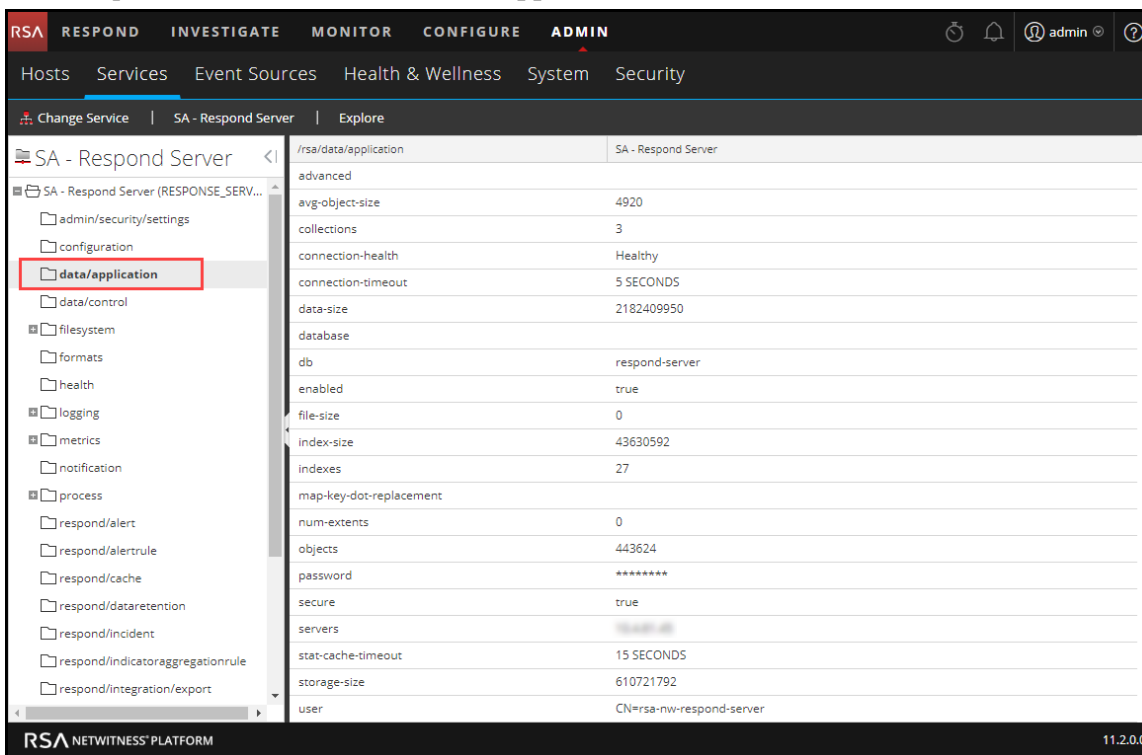 RSA RESPOND INVESTIGATE MONITOR CONFIGURE ADMIN admin
Hosts Services Event Sources Health & Wellness System Security
Change Service | SA - Respond Server | Explore
SA - Respond Server
SA - Respond Server (RESPONSE_SERV...
admin/security/settings
configuration
data/application
data/control
filesystem
formats
health
logging
metrics
notification
process
respond/alert
respond/alertrule
respond/cache
respond/dataretention
respond/incident
respond/indicatoraggregationrule
respond/integration/export
/rsa/data/application SA - Respond Server
advanced
avg-object-size 4920
collections 3
connection-health Healthy
connection-timeout 5 SECONDS
data-size 2182409950
database
db respond-server
enabled true
file-size 0
index-size 43630592
indexes 27
map-key-dot-replacement
num-extents 0
objects 443624
password ********
secure true
servers
stat-cache-timeout 15 SECONDS
storage-size 610721792
user CN=rsa-nw-respond-server
RSA NETWITNESS® PLATFORM 11.2.0.